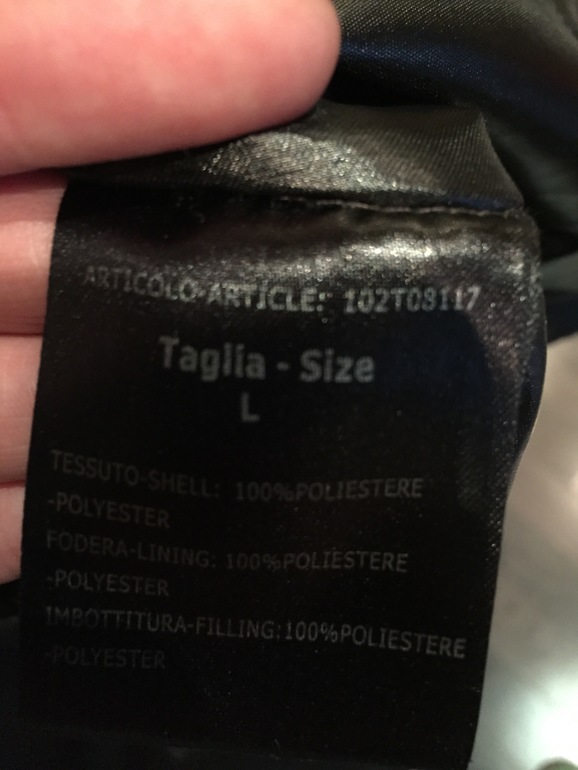 ARTICOLO-ARTICLE: 102T08117
Taglia - Size
L
TESSUTO-SHELL: 100%POLIESTERE
-POLYESTER
FODERA-LINING: 100%POLIESTERE
-POLYESTER
IMBOTTITURA-FILLING:100%POLIESTERE
-POLYESTER